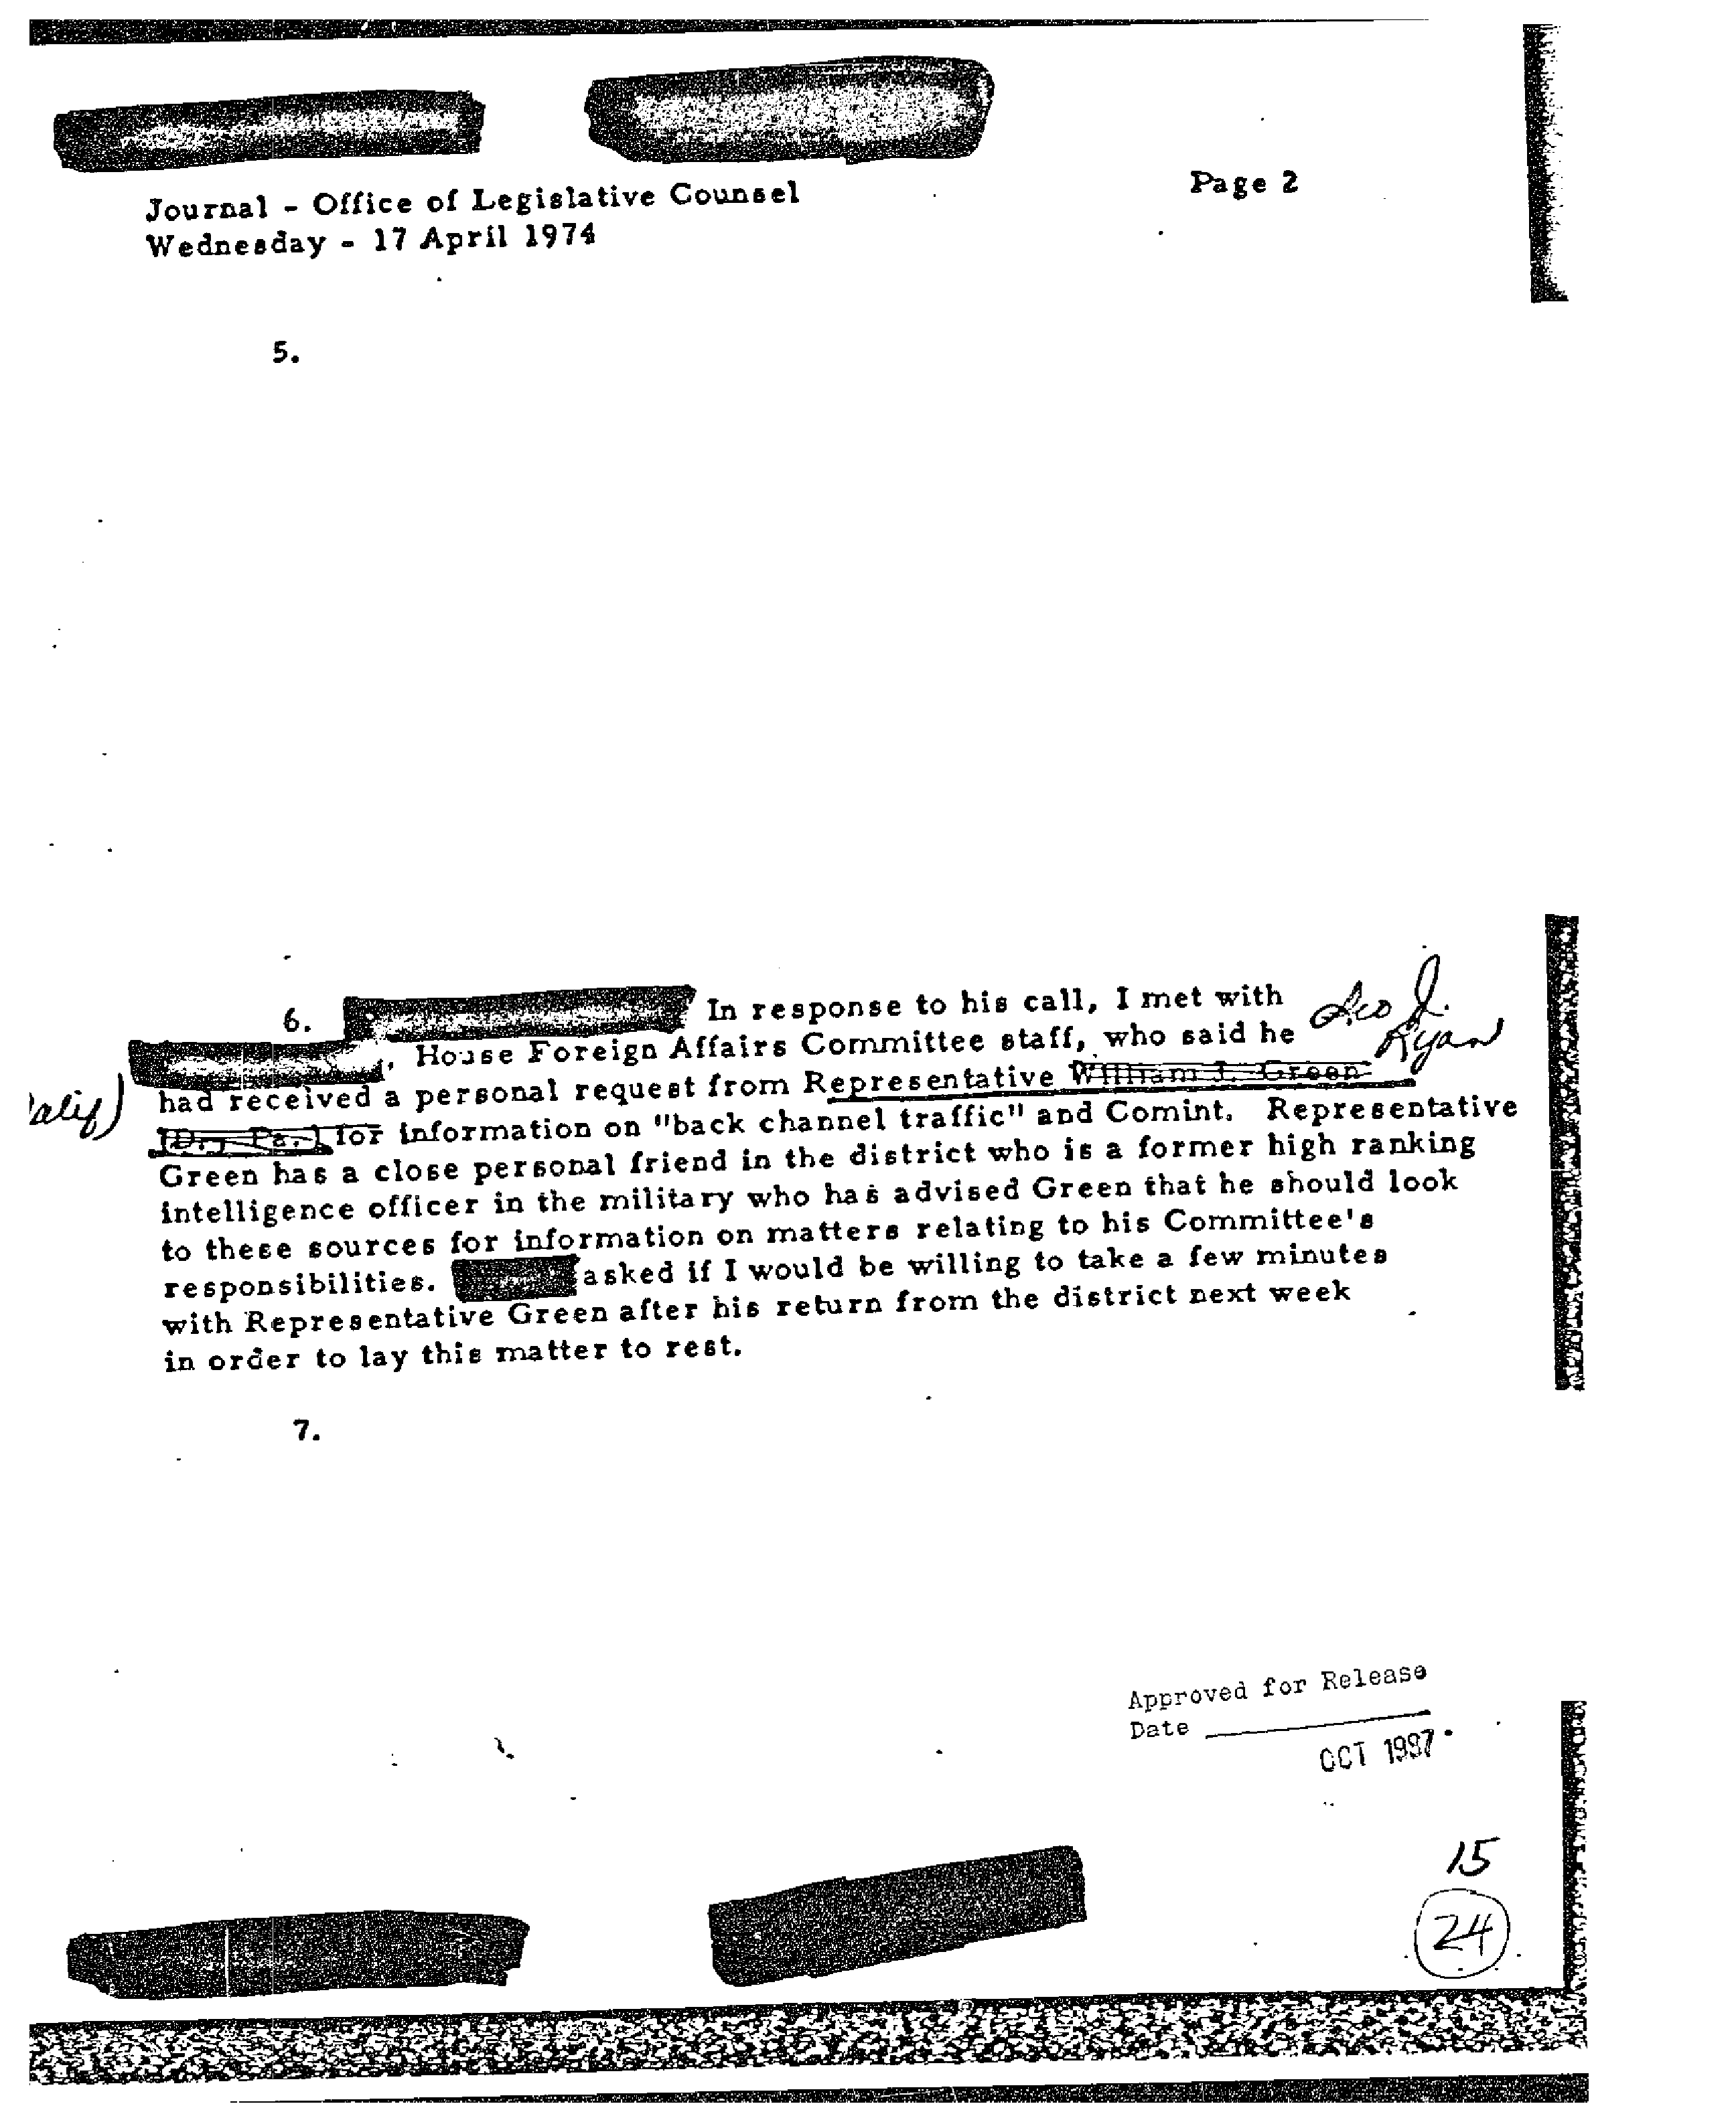 Journal - Office of Legislative Counsel
Page 2
Wednesday - 17 April 1974
5.
6. In response to his call, I met with
Leo J.
Ryan
, House Foreign Affairs Committee staff, who said he
had received a personal request from Representative William J. Green
alif)
(D., Pa.) for information on "back channel traffic" and Comint. Representative
Green has a close personal friend in the district who is a former high ranking
intelligence officer in the military who has advised Green that he should look
to these sources for information on matters relating to his Committee's
responsibilities. asked if I would be willing to take a few minutes
with Representative Green after his return from the district next week
in order to lay this matter to rest.
7.
Approved for Release
Date
OCT 1987
15
24